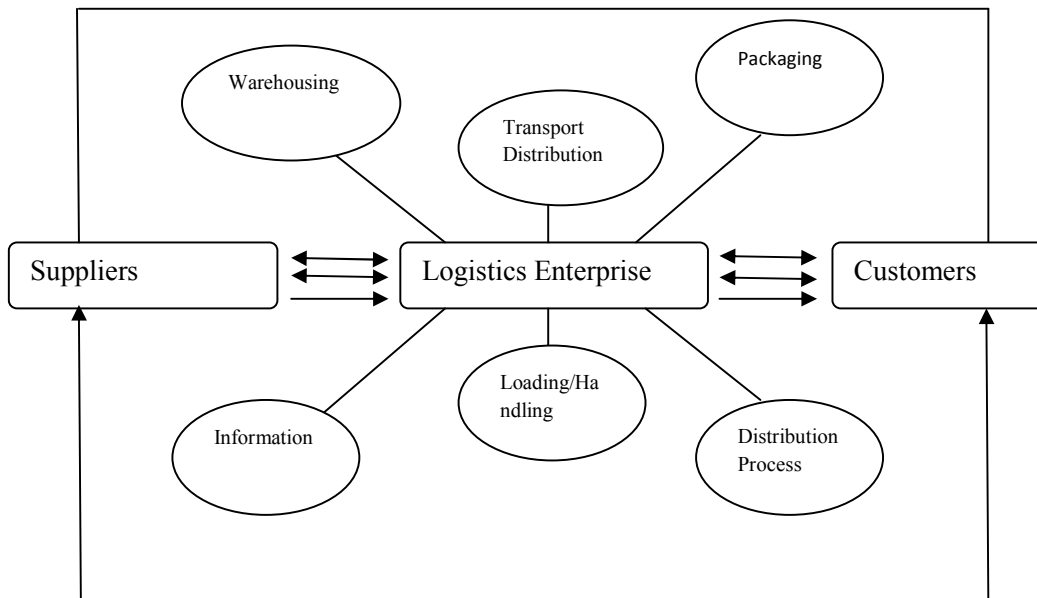 Warehousing
Packaging
Transport
Distribution
Suppliers
Logistics Enterprise
Customers
Information
Loading/Ha
ndling
Distribution
Process